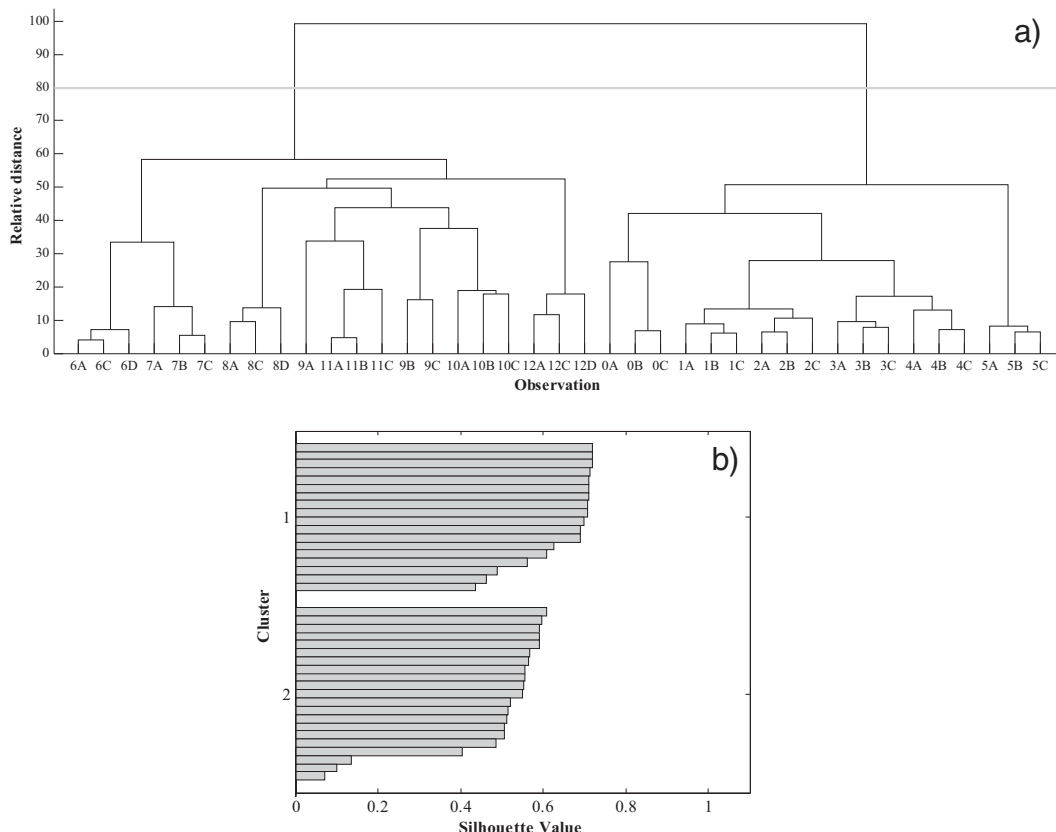 a)
100
90
80
70
60
50
40
30
20
10
0
Relative distance
6A 6C 6D 7A 7B 7C 8A 8C 8D 9A 11A 11B 11C 9B 9C 10A 10B 10C 12A 12C 12D 0A 0B 0C 1A 1B 1C 2A 2B 2C 3A 3B 3C 4A 4B 4C 5A 5B 5C
Observation
b)
1
2
Cluster
0 0.2 0.4 0.6 0.8 1
Silhouette Value